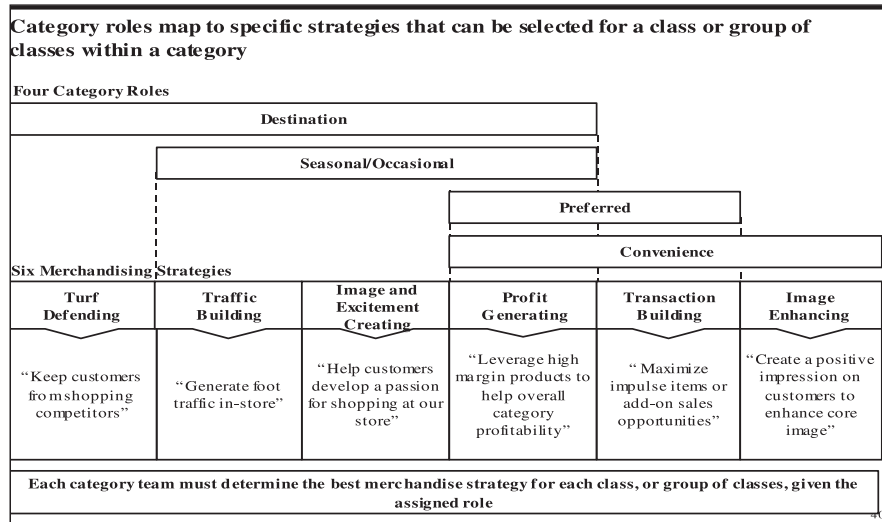 Category roles map to specific strategies that can be selected for a class or group of
classes within a category
Four Category Roles
Destination
Seasonal/Occasional
Preferred
Convenience
Six Merchandising Strategies
Turf
Defending
Traffic
Building
Image and
Excitement
Creating
Profit
Generating
Transaction
Building
Image
Enhancing
“Keep customers
from shopping
competitors”
“Generate foot
traffic in-store”
“Help customers
develop a passion
for shopping at our
store”
“Leverage high
margin products to
help overall
category
profitability”
“Maximize
impulse items or
add-on sales
opportunities”
“Create a positive
impression on
customers to
enhance core
image”
Each category team must determine the best merchandise strategy for each class, or group of classes, given the
assigned role